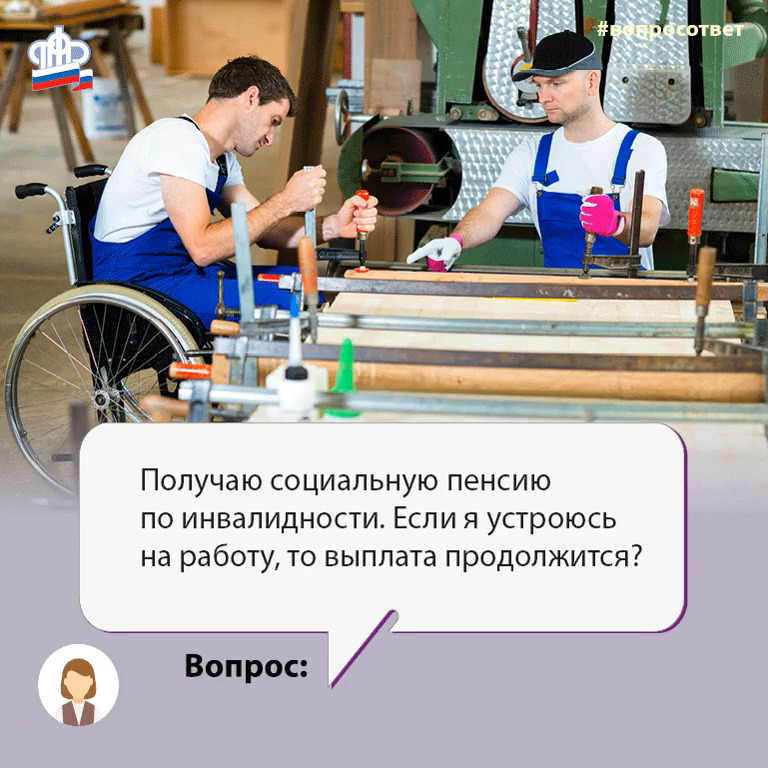 #вопросответ
Получаю социальную пенсию
по инвалидности. Если я устроюсь
на работу, то выплата продолжится?
Вопрос: